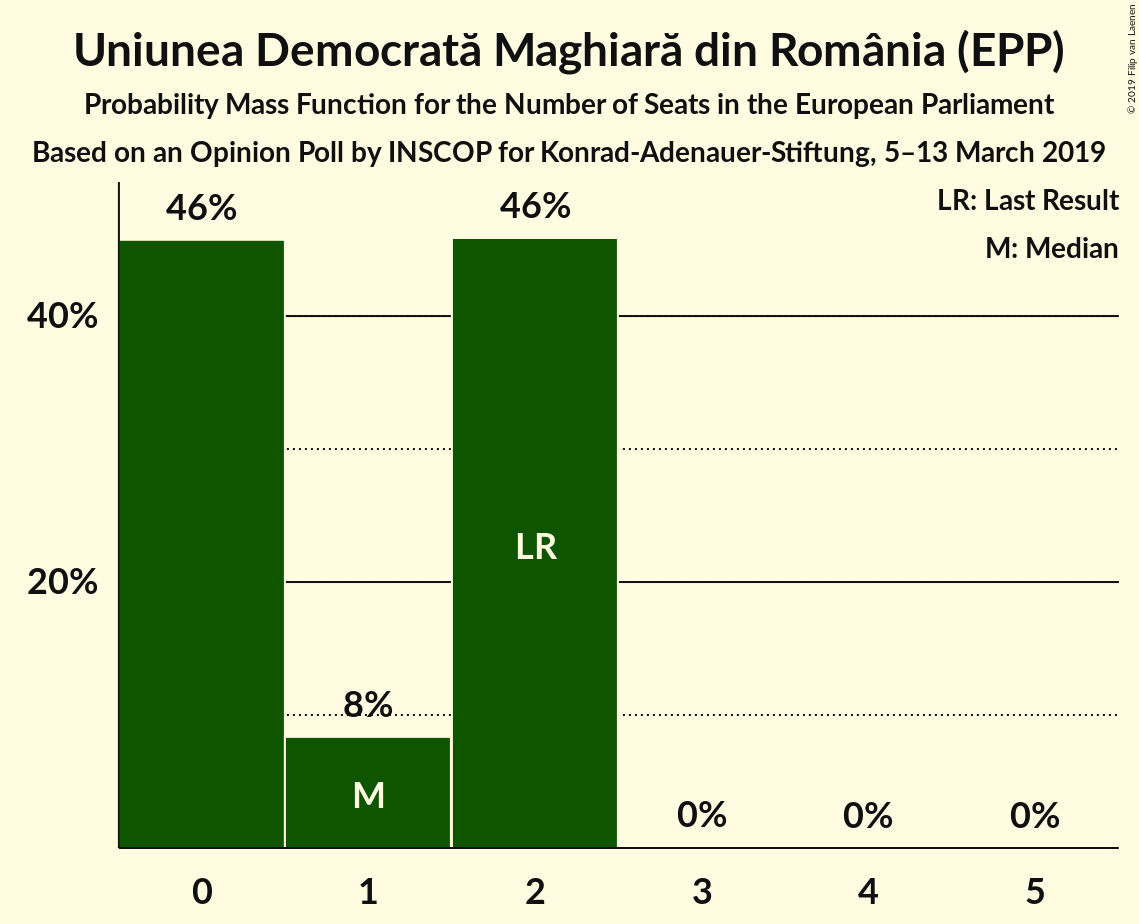 Uniunea Democrată Maghiară din România (EPP)
Probability Mass Function for the Number of Seats in the European Parliament
Based on an Opinion Poll by INSCOP for Konrad-Adenauer-Stiftung, 5–13 March 2019
© 2019 Filip van Laenen
LR: Last Result
M: Median
46%
46%
40%
LR
20%
8%
M
0%
0%
0%
0
1
2
3
4
5